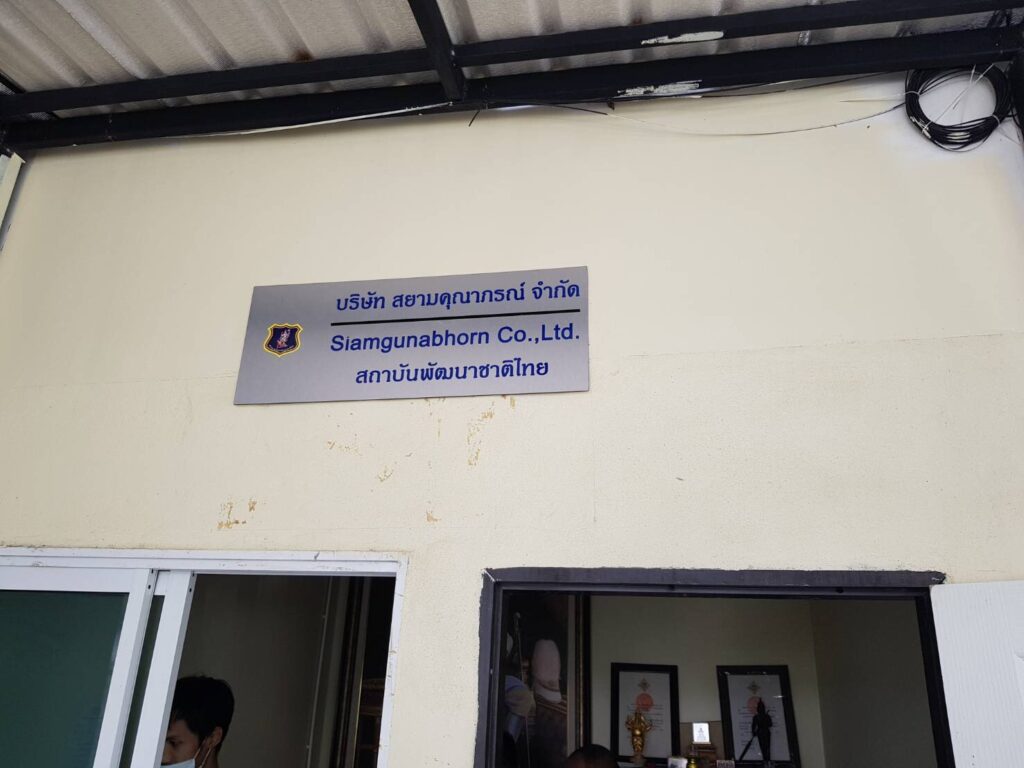 บริษัท สยามคุณาภรณ์ จำกัด
Siamgunabhorn Co.,Ltd.
สถาบันพัฒนาชาติไทย